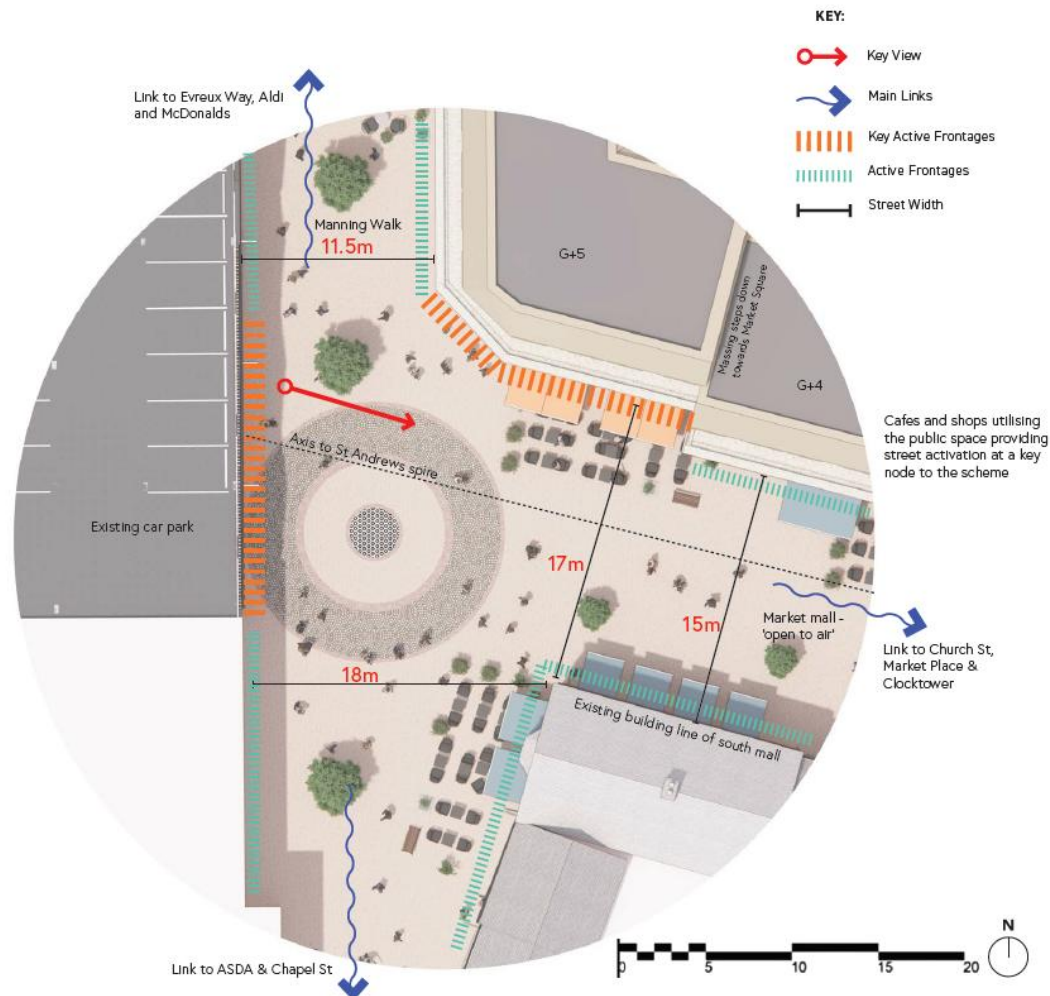 KEY:
Key View
Main Links
Key Active Frontages
Active Frontages
Street Width
Link to Evreux Way, Aldi
and McDonalds
Manning Walk
11.5m
G+5
Massing steps down
towards Market Square
G+4
Cafes and shops utilising
the public space providing
street activation at a key
node to the scheme
Axis to St Andrews spire
Existing car park
17m
15m
Market mall -
'open to air'
Link to Church St,
Market Place &
Clocktower
18m
Existing building line of south mall
Link to ASDA & Chapel St
N
0 5 10 15 20